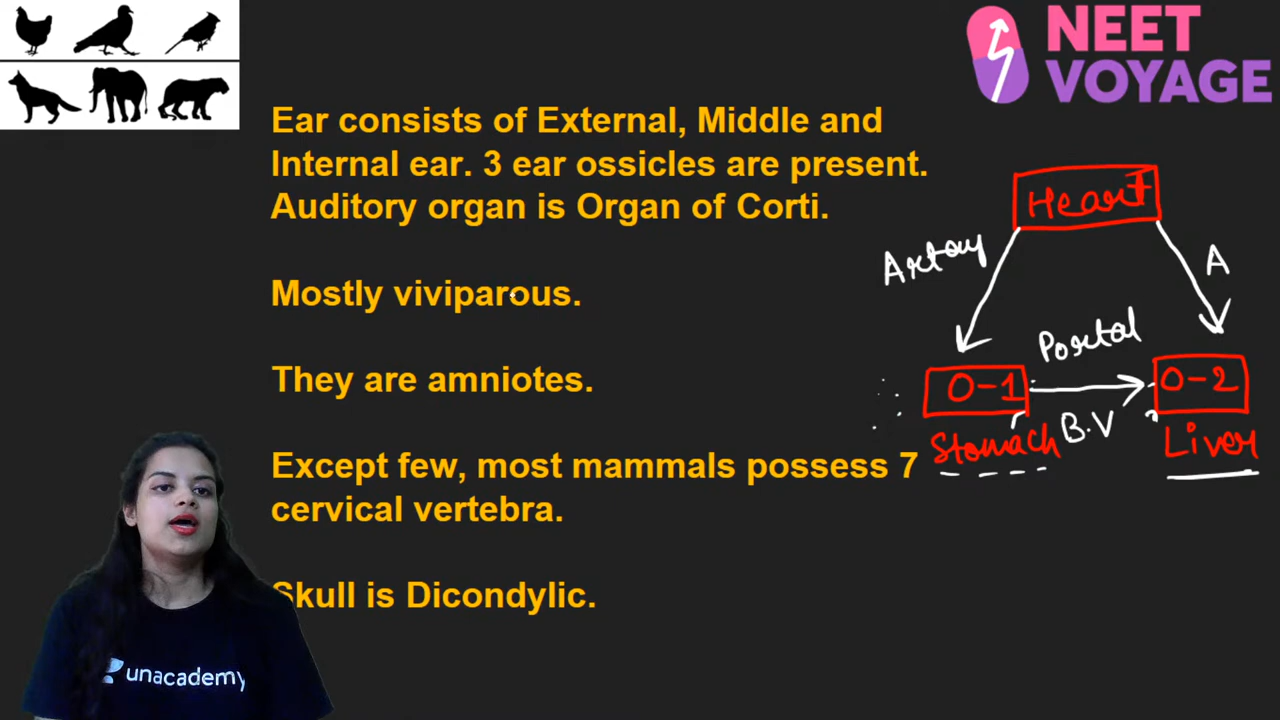 NEET
VOYAGE
Ear consists of External, Middle and
Internal ear. 3 ear ossicles are present.
Auditory organ is Organ of Corti.
Mostly viviparous.
They are amniotes.
Except few, most mammals possess 7
cervical vertebra.
Skull is Dicondylic.
Heart
Artery
A
Portal
O-1
O-2
B.V
Stomach
Liver
unacademy